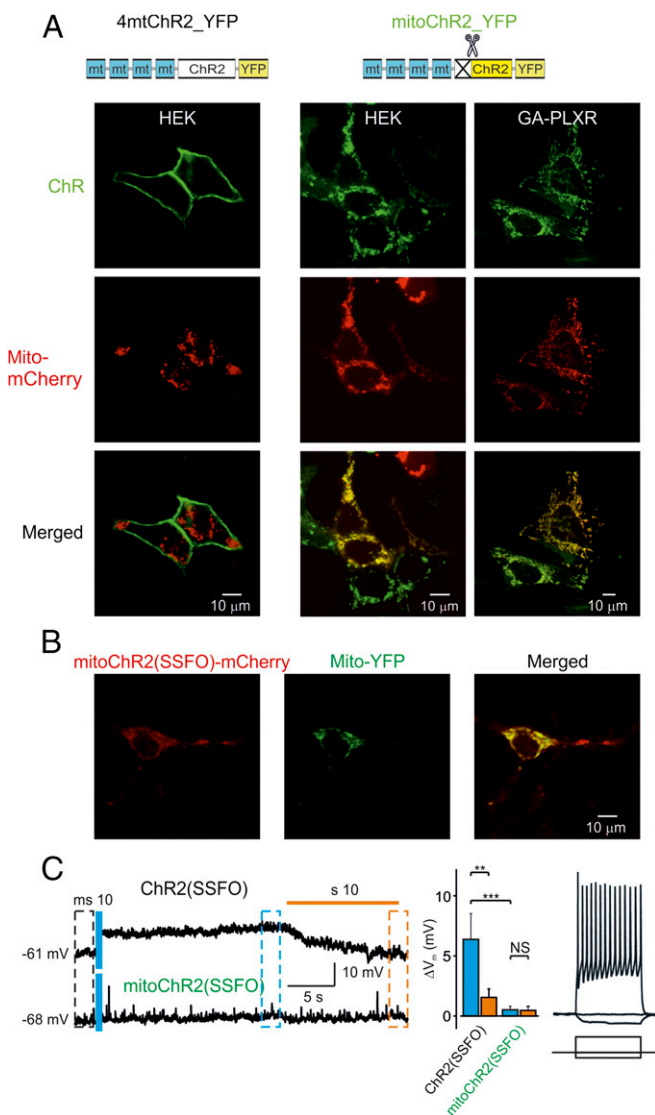 A
4mtChR2_YFP
mitoChR2_YFP
mt mt mt mt ChR2 YFP
mt mt mt mt ChR2 YFP
HEK
HEK
GA-PLXR
ChR
Mito-
mCherry
Merged
10 μm
10 μm
10 μm
B
mitoChR2(SSFO)-mCherry
Mito-YFP
Merged
10 μm
C
ms 10
ChR2(SSFO)
s 10
-61 mV
10 mV
5 s
mitoChR2(SSFO)
-68 mV
ΔVm (mV)
10
5
0
**
***
NS
ChR2(SSFO)
mitoChR2(SSFO)